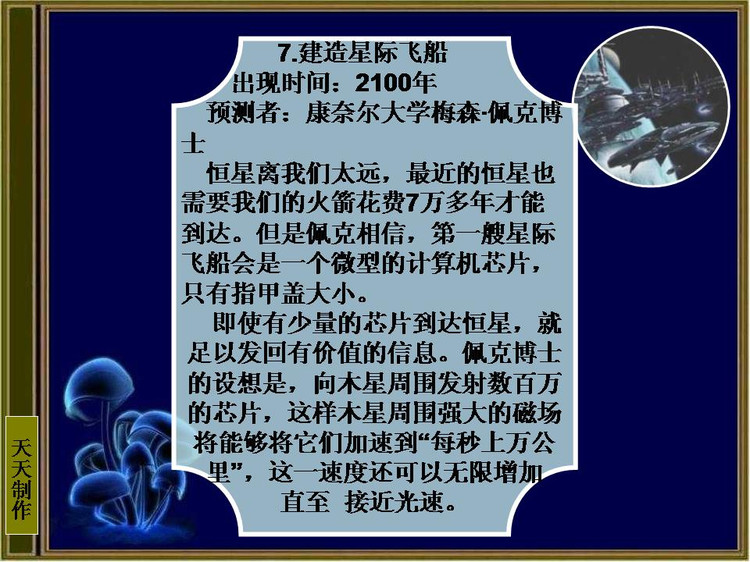 7.建造星际飞船
出现时间：2100年
预测者：康奈尔大学梅森·佩克博
士
恒星离我们太远，最近的恒星也
需要我们的火箭花费7万多年才能
到达。但是佩克相信，第一艘星际
飞船会是一个微型的计算机芯片，
只有指甲盖大小。
即使有少量的芯片到达恒星，就
足以发回有价值的信息。佩克博士
的设想是，向木星周围发射数百万
的芯片，这样木星周围强大的磁场
将能够将它们加速到“每秒上万公
里”，这一速度还可以无限增加
直至 接近光速。
天天制作